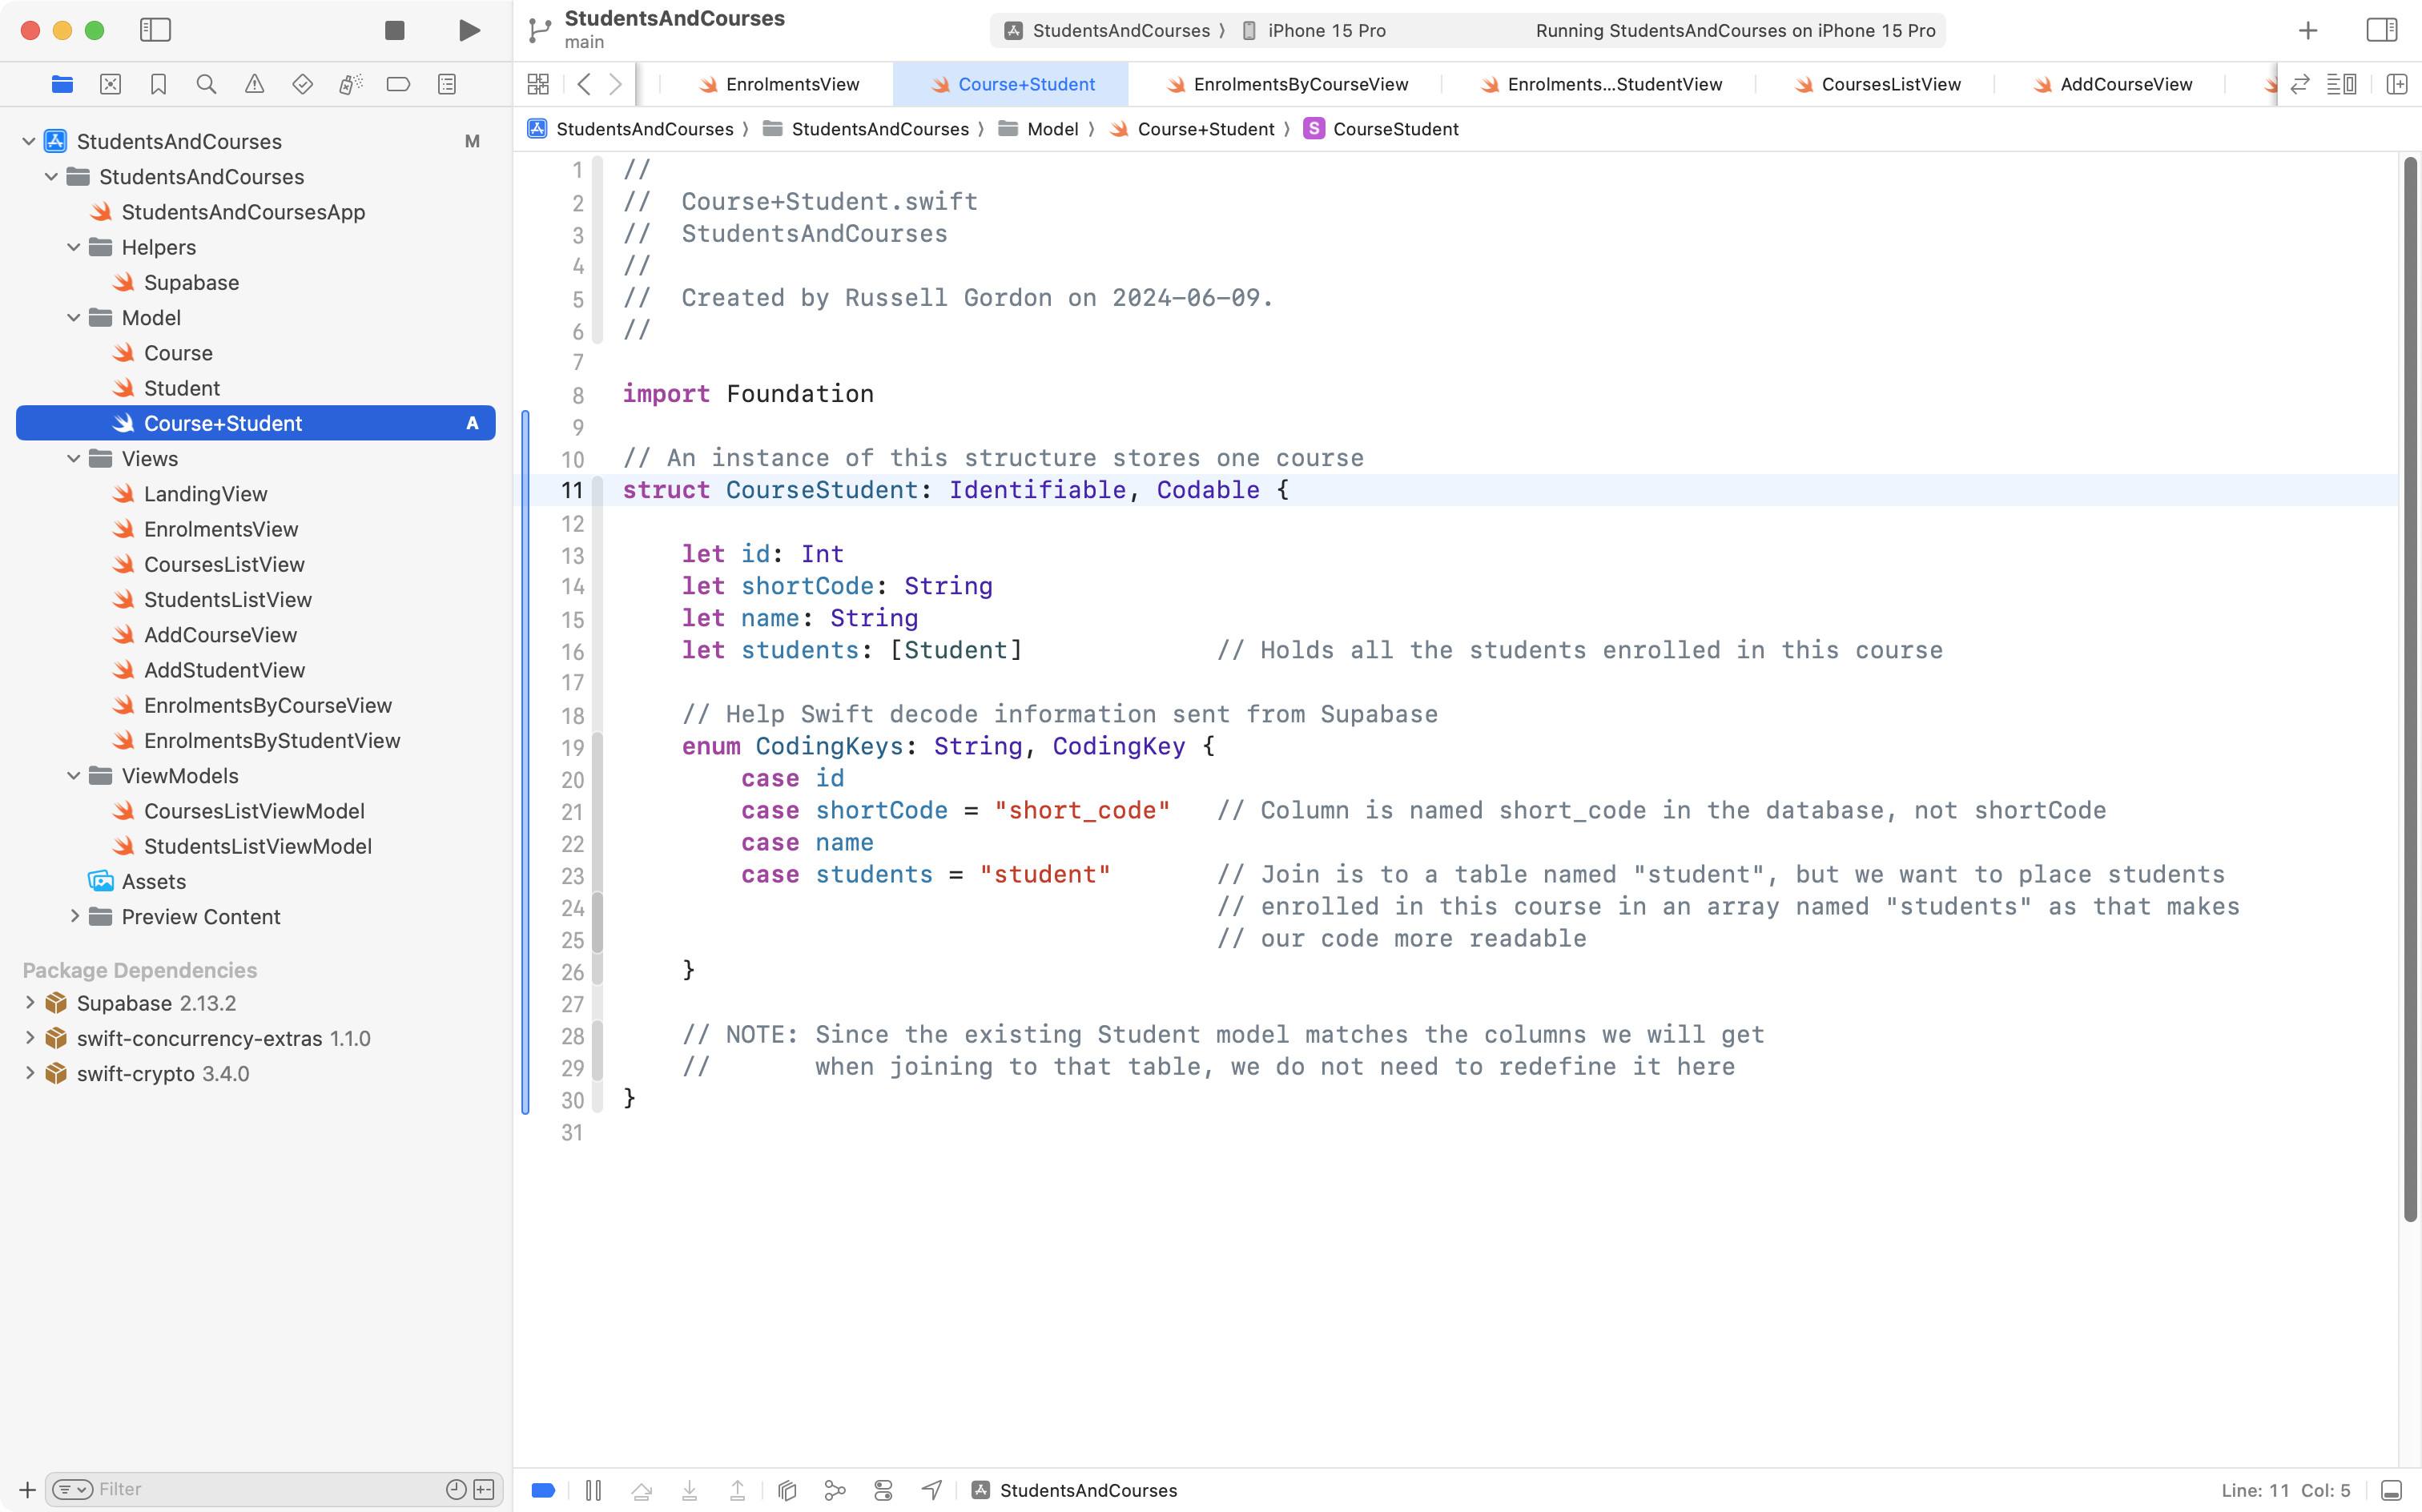 StudentsAndCourses
main
StudentsAndCourses 〉 iPhone 15 Pro
Running StudentsAndCourses on iPhone 15 Pro
EnrolmentsView
Course+Student
EnrolmentsByCourseView
Enrolments...StudentView
CoursesListView
AddCourseView
StudentsAndCourses 〉 StudentsAndCourses 〉 Model 〉 Course+Student 〉 S CourseStudent
StudentsAndCourses M
StudentsAndCourses
StudentsAndCoursesApp
Helpers
Supabase
Model
Course
Student
Course+Student A
Views
LandingView
EnrolmentsView
CoursesListView
StudentsListView
AddCourseView
AddStudentView
EnrolmentsByCourseView
EnrolmentsByStudentView
ViewModels
CoursesListViewModel
StudentsListViewModel
Assets
Preview Content
Package Dependencies
Supabase 2.13.2
swift-concurrency-extras 1.1.0
swift-crypto 3.4.0
Filter
1 //
2 //  Course+Student.swift
3 //  StudentsAndCourses
4 //
5 //  Created by Russell Gordon on 2024-06-09.
6 //
7
8 import Foundation
9
10 // An instance of this structure stores one course
11 struct CourseStudent: Identifiable, Codable {
12
13     let id: Int
14     let shortCode: String
15     let name: String
16     let students: [Student]             // Holds all the students enrolled in this course
17
18     // Help Swift decode information sent from Supabase
19     enum CodingKeys: String, CodingKey {
20         case id
21         case shortCode = "short_code"   // Column is named short_code in the database, not shortCode
22         case name
23         case students = "student"       // Join is to a table named "student", but we want to place students
24                                         // enrolled in this course in an array named "students" as that makes
25                                         // our code more readable
26     }
27
28     // NOTE: Since the existing Student model matches the columns we will get
29     //       when joining to that table, we do not need to redefine it here
30 }
31
StudentsAndCourses
Line: 11 Col: 5